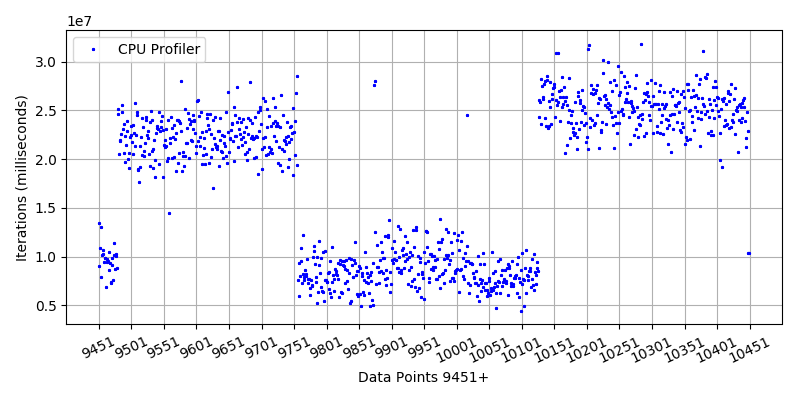 1e7
CPU Profiler
3.0
2.5
2.0
1.5
1.0
0.5
Iterations (milliseconds)
9451 9501 9551 9601 9651 9701 9751 9801 9851 9901 9951 10001 10051 10101 10151 10201 10251 10301 10351 10401 10451
Data Points 9451+